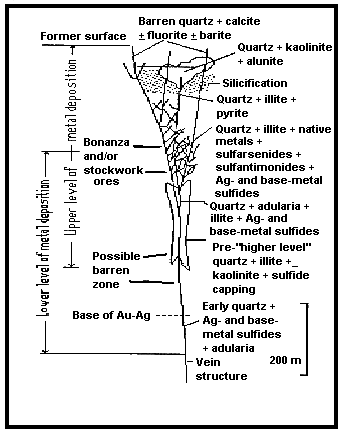 Barren quartz + calcite
± fluorite ± barite
Former surface
Quartz + kaolinite
+ alunite
Silicification
Quartz + illite +
pyrite
Quartz + illite + native
metals +
sulfarsenides +
sulfantimonides +
Ag- and base-metal
sulfides
Bonanza
and/or
stockwork
ores
Quartz + adularia +
illite + Ag- and
base-metal sulfides
Pre-"higher level"
quartz + illite +_
kaolinite + sulfide
capping
Possible
barren
zone
Early quartz +
Ag- and base-
metal sulfides
+ adularia
Base of Au-Ag
Vein
structure
200 m
Upper level of metal deposition
Lower level of metal deposition